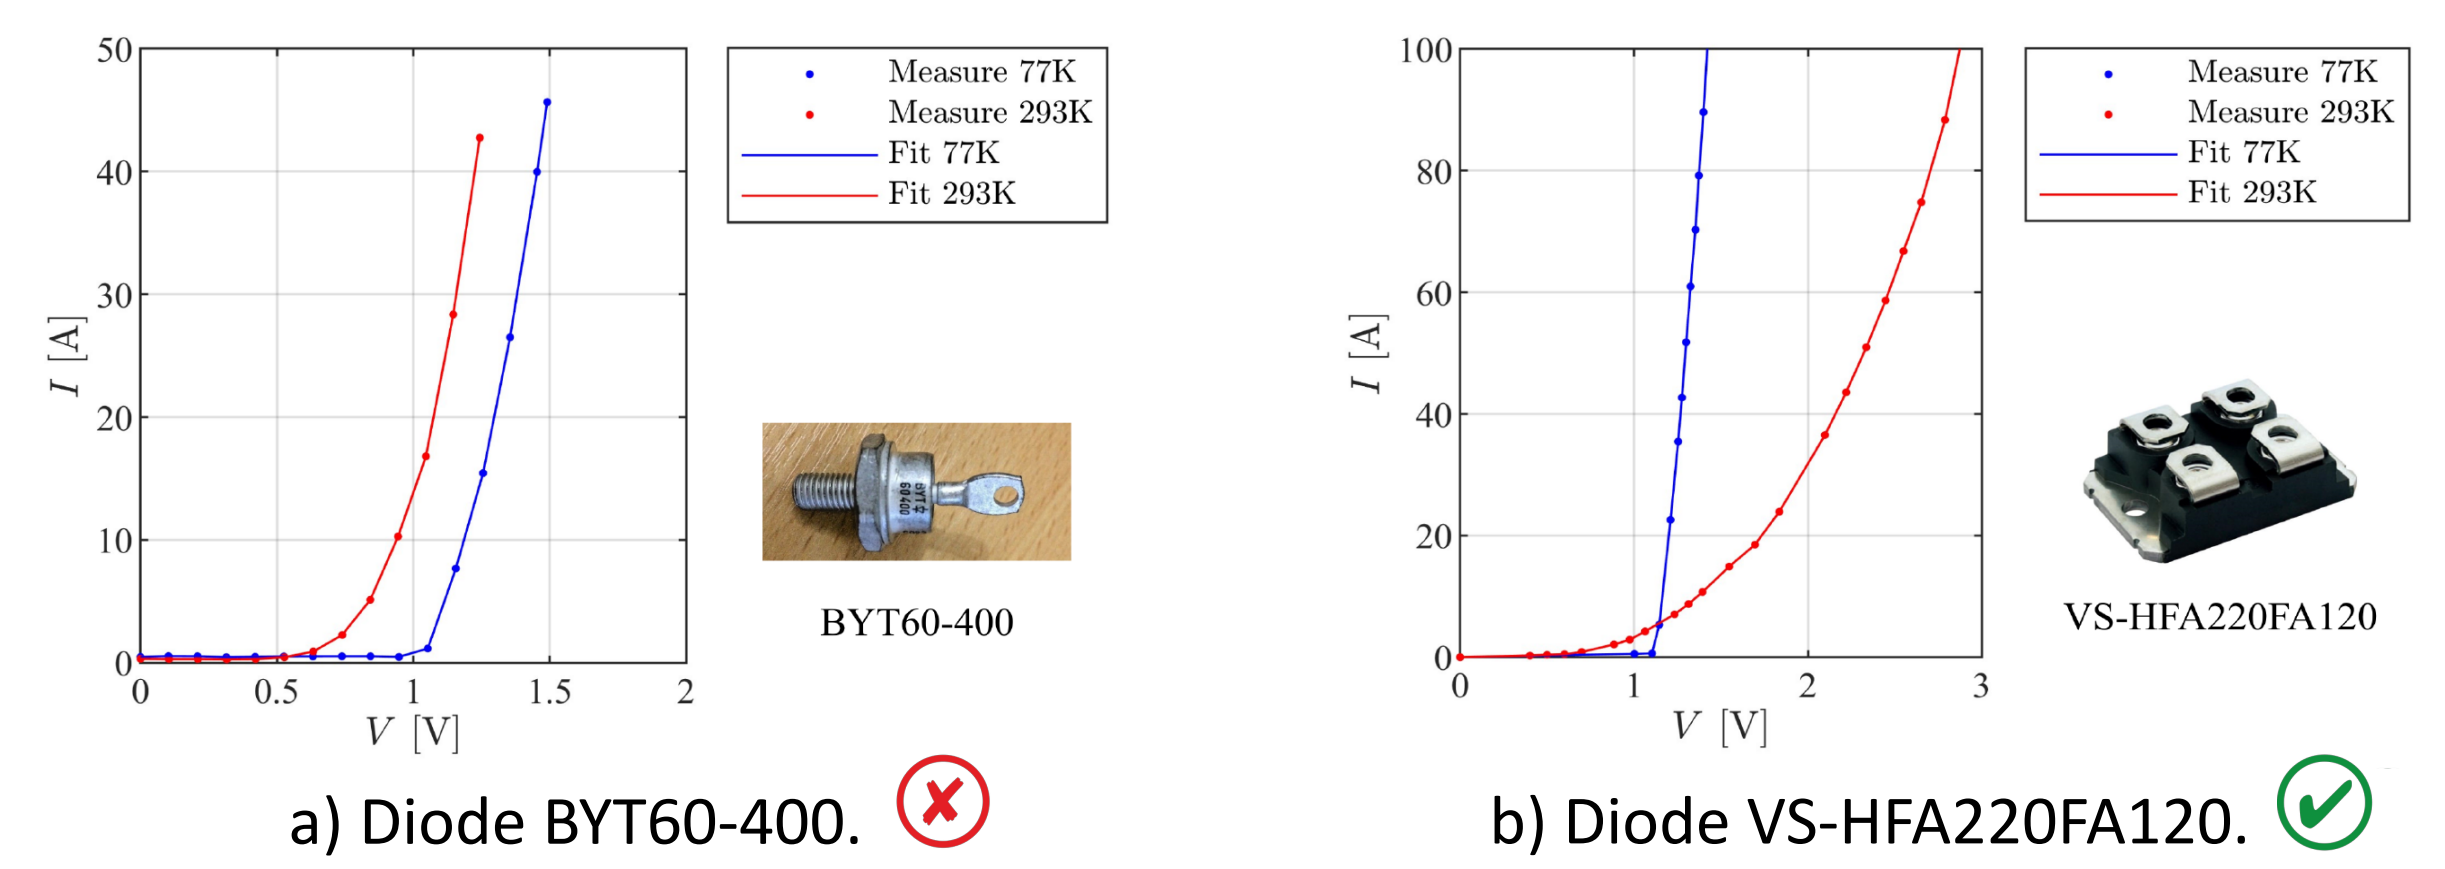 50
40
30
20
10
0
0 0.5 1 1.5 2
I [A]
V [V]
Measure 77K
Measure 293K
Fit 77K
Fit 293K
BYT
60400
BYT60-400
a) Diode BYT60-400.
100
80
60
40
20
0
0 1 2 3
I [A]
V [V]
Measure 77K
Measure 293K
Fit 77K
Fit 293K
VS-HFA220FA120
b) Diode VS-HFA220FA120.